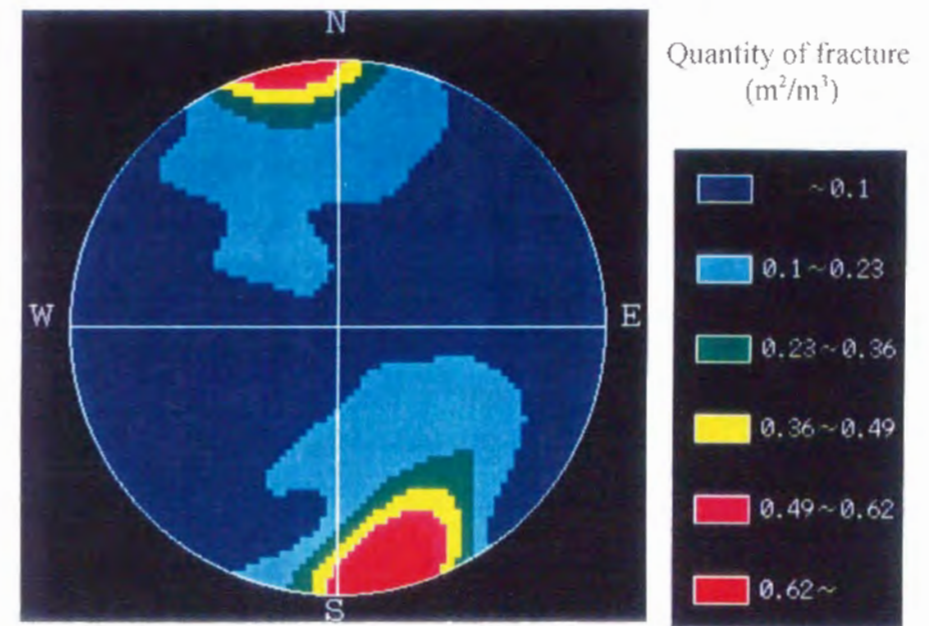 N
W
E
S
Quantity of fracture
(m²/m³)
~0.1
0.1~0.23
0.23~0.36
0.36~0.49
0.49~0.62
0.62~